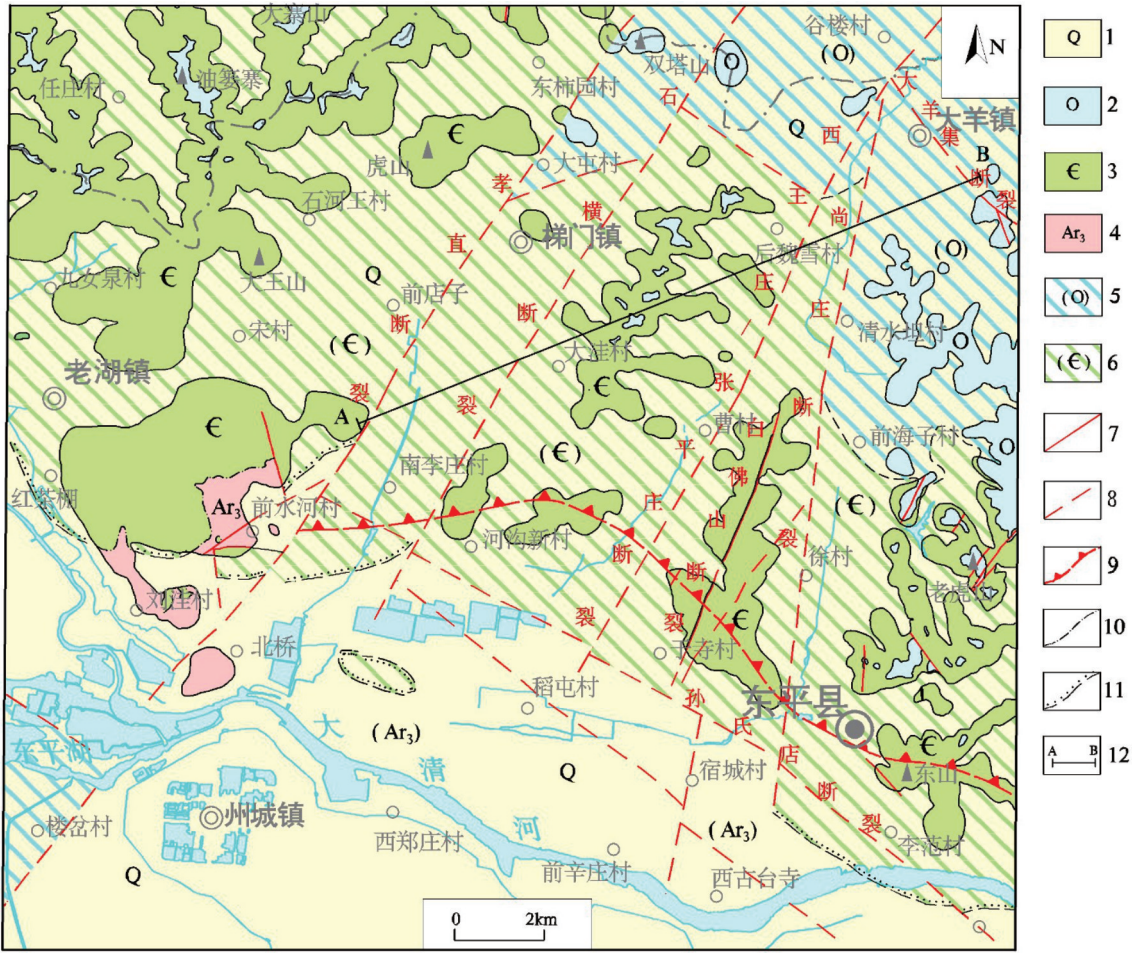 大寨山
油篓寨
任庄村
双塔山
O
谷楼村
(O)
N
东柿园村
Q
大羊镇
大羊集断裂
B
Є
虎山
大屯村
石横断裂
西王庄断裂
尚庄断裂
石河王村
梯门镇
后魏雪村
(O)
孝直断裂
九女泉村
Є
大王山
Q
前店子
宋村
(Є)
清水坦村
O
老湖镇
大洼村
Є
A
张平庄断裂
曹村
白佛山断裂
前海子村
O
Є
(Є)
南李庄村
(Є)
红茶棚
Ar₃
前水河村
河沟新村
徐村
老虎山
刘洼村
Є
于寺村
北桥
稻屯村
孙氏店断裂
东平县
(Ar₃)
Q
大清河
东平湖
宿城村
Є
东山
州城镇
楼岔村
西郑庄村
(Ar₃)
李范村
Q
前辛庄村
西古台寺
0 2km
Q 1
O 2
Є 3
Ar₃ 4
(O) 5
(Є) 6
7
8
9
10
11
A B 12